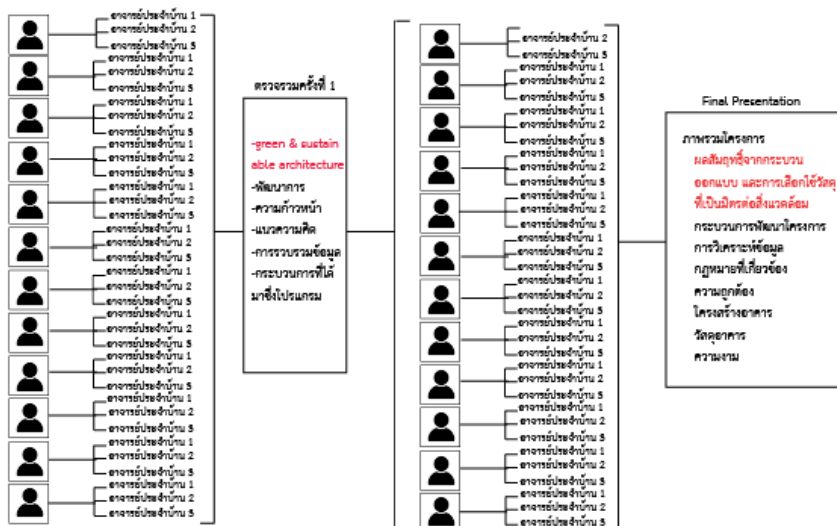 อาจารย์ประจำบ้าน 1
อาจารย์ประจำบ้าน 2
อาจารย์ประจำบ้าน 3
อาจารย์ประจำบ้าน 1
อาจารย์ประจำบ้าน 2
อาจารย์ประจำบ้าน 3
อาจารย์ประจำบ้าน 1
อาจารย์ประจำบ้าน 2
อาจารย์ประจำบ้าน 3
อาจารย์ประจำบ้าน 1
อาจารย์ประจำบ้าน 2
อาจารย์ประจำบ้าน 3
อาจารย์ประจำบ้าน 1
อาจารย์ประจำบ้าน 2
อาจารย์ประจำบ้าน 3
อาจารย์ประจำบ้าน 1
อาจารย์ประจำบ้าน 2
อาจารย์ประจำบ้าน 3
อาจารย์ประจำบ้าน 1
อาจารย์ประจำบ้าน 2
อาจารย์ประจำบ้าน 3
อาจารย์ประจำบ้าน 1
อาจารย์ประจำบ้าน 2
อาจารย์ประจำบ้าน 3
อาจารย์ประจำบ้าน 1
อาจารย์ประจำบ้าน 2
อาจารย์ประจำบ้าน 3
อาจารย์ประจำบ้าน 1
อาจารย์ประจำบ้าน 2
อาจารย์ประจำบ้าน 3
อาจารย์ประจำบ้าน 1
อาจารย์ประจำบ้าน 2
อาจารย์ประจำบ้าน 3
อาจารย์ประจำบ้าน 1
อาจารย์ประจำบ้าน 2
อาจารย์ประจำบ้าน 3
ตรวจรวมครั้งที่ 1
-green & sustain
able architecture
-พัฒนาการ
-ความก้าวหน้า
-แนวความคิด
-การรวบรวมข้อมูล
-กระบวนการที่ได้
มาซึ่งโปรแกรม
อาจารย์ประจำบ้าน 2
อาจารย์ประจำบ้าน 3
อาจารย์ประจำบ้าน 1
อาจารย์ประจำบ้าน 2
อาจารย์ประจำบ้าน 3
อาจารย์ประจำบ้าน 1
อาจารย์ประจำบ้าน 2
อาจารย์ประจำบ้าน 3
อาจารย์ประจำบ้าน 1
อาจารย์ประจำบ้าน 2
อาจารย์ประจำบ้าน 3
อาจารย์ประจำบ้าน 1
อาจารย์ประจำบ้าน 2
อาจารย์ประจำบ้าน 3
อาจารย์ประจำบ้าน 1
อาจารย์ประจำบ้าน 2
อาจารย์ประจำบ้าน 3
อาจารย์ประจำบ้าน 1
อาจารย์ประจำบ้าน 2
อาจารย์ประจำบ้าน 3
อาจารย์ประจำบ้าน 1
อาจารย์ประจำบ้าน 2
อาจารย์ประจำบ้าน 3
อาจารย์ประจำบ้าน 1
อาจารย์ประจำบ้าน 2
อาจารย์ประจำบ้าน 3
อาจารย์ประจำบ้าน 1
อาจารย์ประจำบ้าน 2
อาจารย์ประจำบ้าน 3
อาจารย์ประจำบ้าน 1
อาจารย์ประจำบ้าน 2
อาจารย์ประจำบ้าน 3
อาจารย์ประจำบ้าน 1
อาจารย์ประจำบ้าน 2
อาจารย์ประจำบ้าน 3
Final Presentation
ภาพรวมโครงการ
ผลสัมฤทธิ์จากกระบวน
ออกแบบ และการเลือกใช้วัสดุ
ที่เป็นมิตรต่อสิ่งแวดล้อม
กระบวนการพัฒนาโครงการ
การวิเคราะห์ข้อมูล
กฎหมายที่เกี่ยวข้อง
ความถูกต้อง
โครงสร้างอาคาร
วัสดุอาคาร
ความงาม